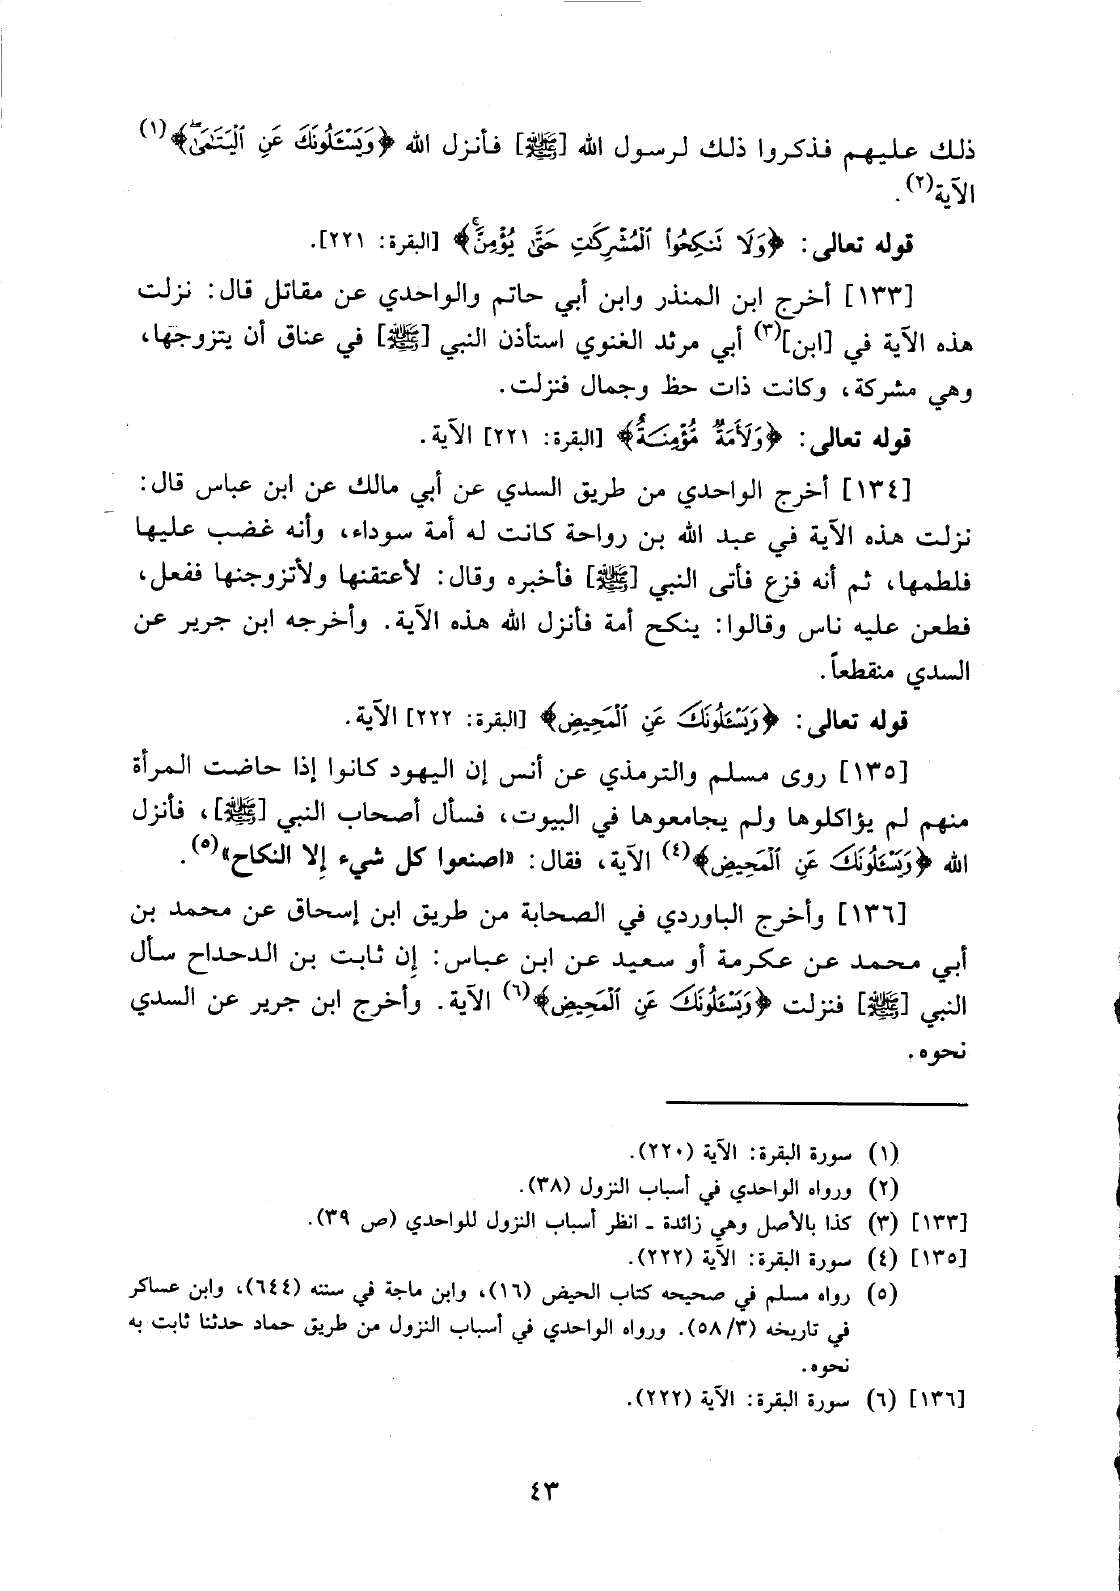 ذلك عليهم فذكروا ذلك لرسول الله [ﷺ] فأنزل الله ﴿وَيَسْـَٔلُونَكَ عَنِ ٱلْيَتَـٰمَىٰ﴾(١)
الآية(٢).
قوله تعالى: ﴿وَلَا تَنكِحُوا۟ ٱلْمُشْرِكَـٰتِ حَتَّىٰ يُؤْمِنَّ ۚ﴾ [البقرة: ٢٢١].
[١٣٣] أخرج ابن المنذر وابن أبي حاتم والواحدي عن مقاتل قال: نزلت
هذه الآية في [ابن](٣) أبي مرثد الغنوي استأذن النبي [ﷺ] في عناق أن يتزوجها،
وهي مشركة، وكانت ذات حظ وجمال فنزلت.
قوله تعالى: ﴿وَلَأَمَةٌ مُّؤْمِنَةٌ﴾ [البقرة: ٢٢١] الآية.
[١٣٤] أخرج الواحدي من طريق السدي عن أبي مالك عن ابن عباس قال:
نزلت هذه الآية في عبد الله بن رواحة كانت له أمة سوداء، وأنه غضب عليها
فلطمها، ثم أنه فزع فأتى النبي [ﷺ] فأخبره وقال: لأعتقنها ولأتزوجنها ففعل،
فطعن عليه ناس وقالوا: ينكح أمة فأنزل الله هذه الآية. وأخرجه ابن جرير عن
السدي منقطعاً.
قوله تعالى: ﴿وَيَسْـَٔلُونَكَ عَنِ ٱلْمَحِيضِ﴾ [البقرة: ٢٢٢] الآية.
[١٣٥] روى مسلم والترمذي عن أنس إن اليهود كانوا إذا حاضت المرأة
منهم لم يؤاكلوها ولم يجامعوها في البيوت، فسأل أصحاب النبي [ﷺ]، فأنزل
الله ﴿وَيَسْـَٔلُونَكَ عَنِ ٱلْمَحِيضِ﴾(٤) الآية، فقال: «اصنعوا كل شيء إلا النكاح»(٥).
[١٣٦] وأخرج الباوردي في الصحابة من طريق ابن إسحاق عن محمد بن
أبي محمد عن عكرمة أو سعيد عن ابن عباس: إن ثابت بن الدحداح سأل
النبي [ﷺ] فنزلت ﴿وَيَسْـَٔلُونَكَ عَنِ ٱلْمَحِيضِ﴾(٦) الآية. وأخرج ابن جرير عن السدي
نحوه.
(١) سورة البقرة: الآية (٢٢٠).
(٢) ورواه الواحدي في أسباب النزول (٣٨).
[١٣٣] (٣) كذا بالأصل وهي زائدة ـ انظر أسباب النزول للواحدي (ص ٣٩).
[١٣٥] (٤) سورة البقرة: الآية (٢٢٢).
(٥) رواه مسلم في صحيحه كتاب الحيض (١٦)، وابن ماجة في سننه (٦٤٤)، وابن عساكر
في تاريخه (٥٨/٣). ورواه الواحدي في أسباب النزول من طريق حماد حدثنا ثابت به
نحوه.
[١٣٦] (٦) سورة البقرة: الآية (٢٢٢).
٤٣